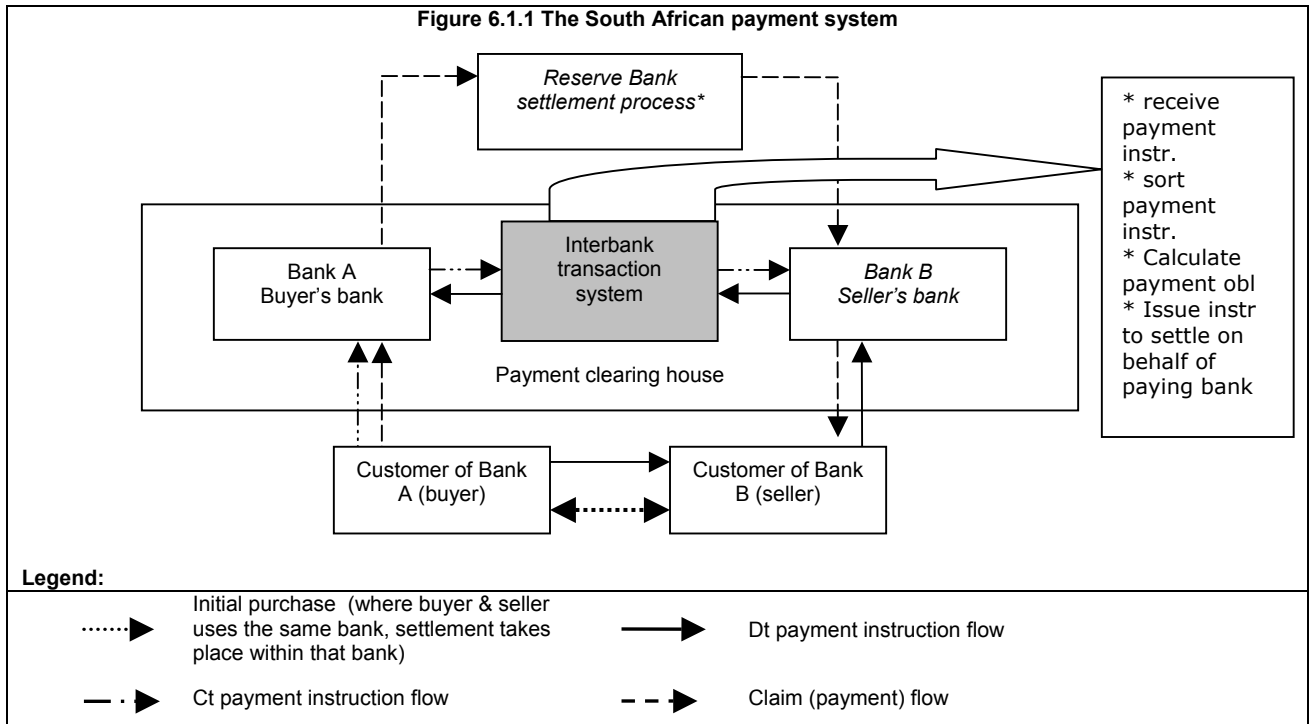 Figure 6.1.1 The South African payment system
Reserve Bank
settlement process*
* receive
payment
instr.
* sort
payment
instr.
* Calculate
payment obl
* Issue instr
to settle on
behalf of
paying bank
Bank A
Buyer's bank
Interbank
transaction
system
Bank B
Seller's bank
Payment clearing house
Customer of Bank
A (buyer)
Customer of Bank
B (seller)
Legend:
Initial purchase (where buyer & seller
uses the same bank, settlement takes
place within that bank)
Dt payment instruction flow
Ct payment instruction flow
Claim (payment) flow